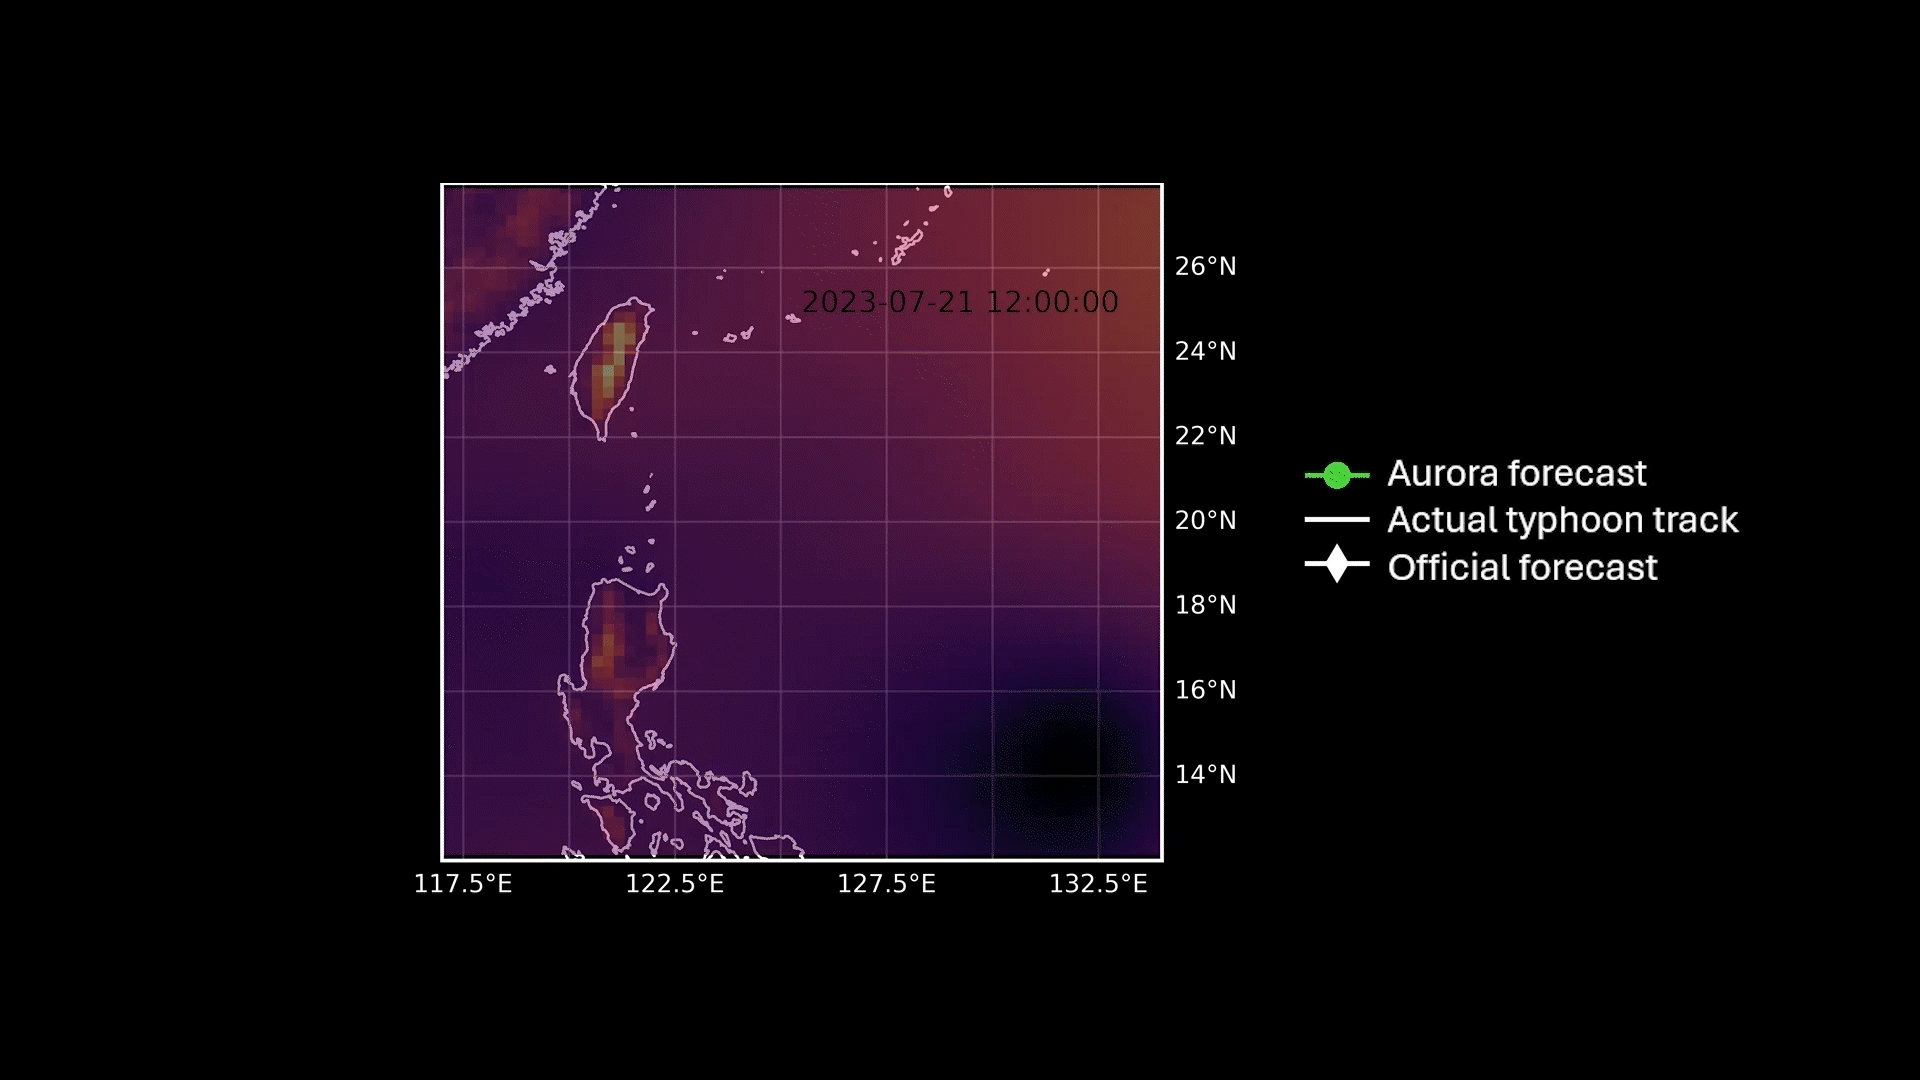 2023-07-21 12:00:00
26°N
24°N
22°N
20°N
18°N
16°N
14°N
117.5°E 122.5°E 127.5°E 132.5°E
Aurora forecast
Actual typhoon track
Official forecast